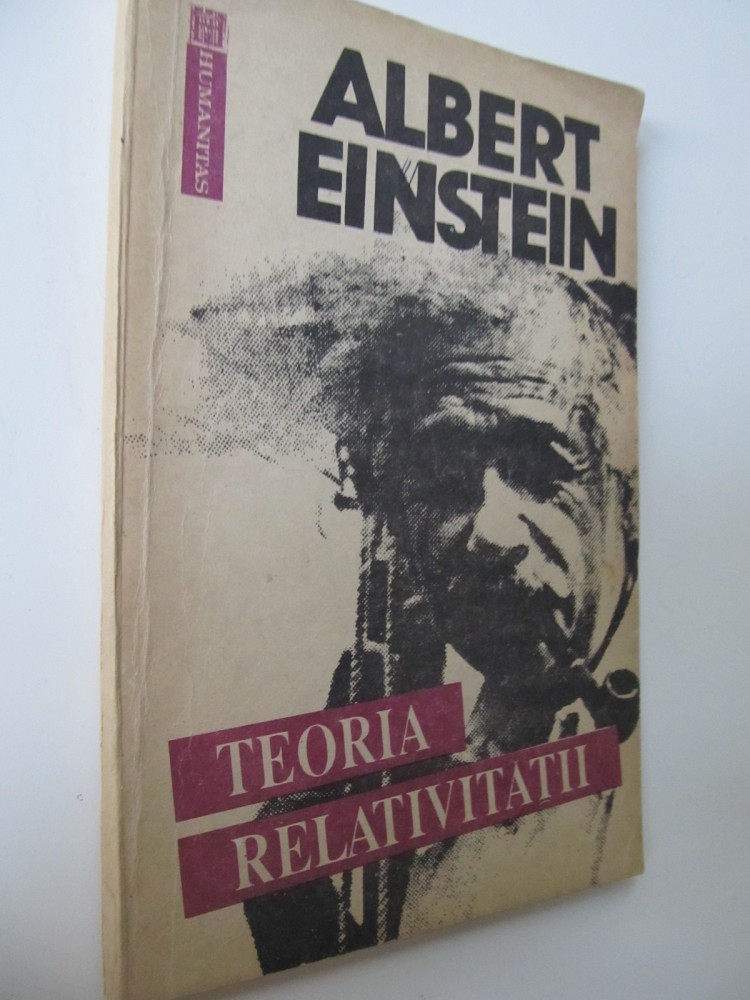 HUMANITAS
ALBERT
EINSTEIN
TEORIA
RELATIVITĂȚII